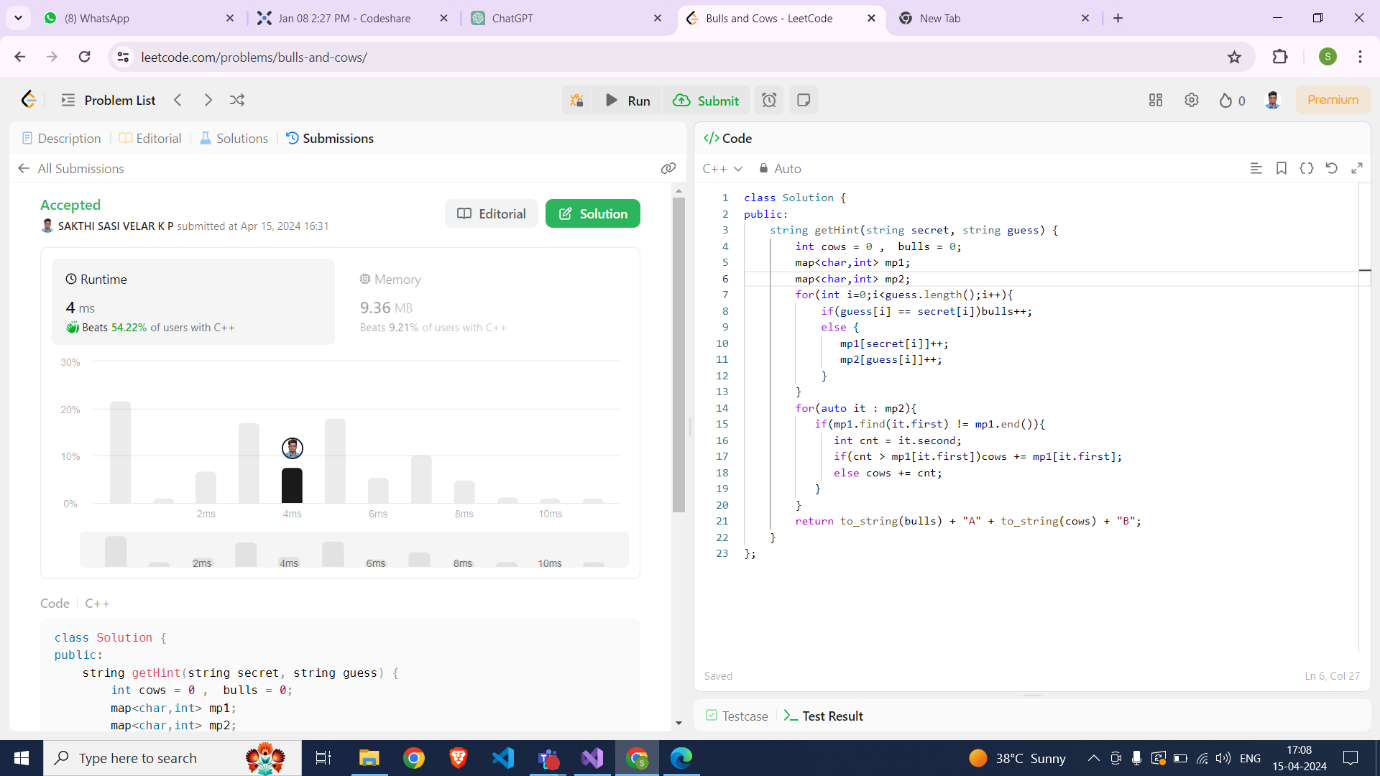 (8) WhatsApp
Jan 08 2:27 PM - Codeshare
ChatGPT
Bulls and Cows - LeetCode
New Tab
leetcode.com/problems/bulls-and-cows/
S
Problem List
Run
Submit
0
Premium
Description
Editorial
Solutions
Submissions
All Submissions
Accepted
SAKTHI SASI VELAR K P submitted at Apr 15, 2024 16:31
Editorial
Solution
Runtime
4 ms
Beats 54.22% of users with C++
Memory
9.36 MB
Beats 9.21% of users with C++
30%
20%
10%
0%
2ms 4ms 6ms 8ms 10ms
2ms 4ms 6ms 8ms 10ms
Code C++
class Solution {
public:
string getHint(string secret, string guess) {
int cows = 0 , bulls = 0;
map<char,int> mp1;
map<char,int> mp2;
</> Code
C++ Auto
1 class Solution {
2 public:
3 string getHint(string secret, string guess) {
4 int cows = 0 , bulls = 0;
5 map<char,int> mp1;
6 map<char,int> mp2;
7 for(int i=0;i<guess.length();i++){
8 if(guess[i] == secret[i])bulls++;
9 else {
10 mp1[secret[i]]++;
11 mp2[guess[i]]++;
12 }
13 }
14 for(auto it : mp2){
15 if(mp1.find(it.first) != mp1.end()){
16 int cnt = it.second;
17 if(cnt > mp1[it.first])cows += mp1[it.first];
18 else cows += cnt;
19 }
20 }
21 return to_string(bulls) + "A" + to_string(cows) + "B";
22 }
23 };
Saved
Ln 6, Col 27
Testcase
Test Result
Type here to search
38°C Sunny
ENG
17:08
15-04-2024